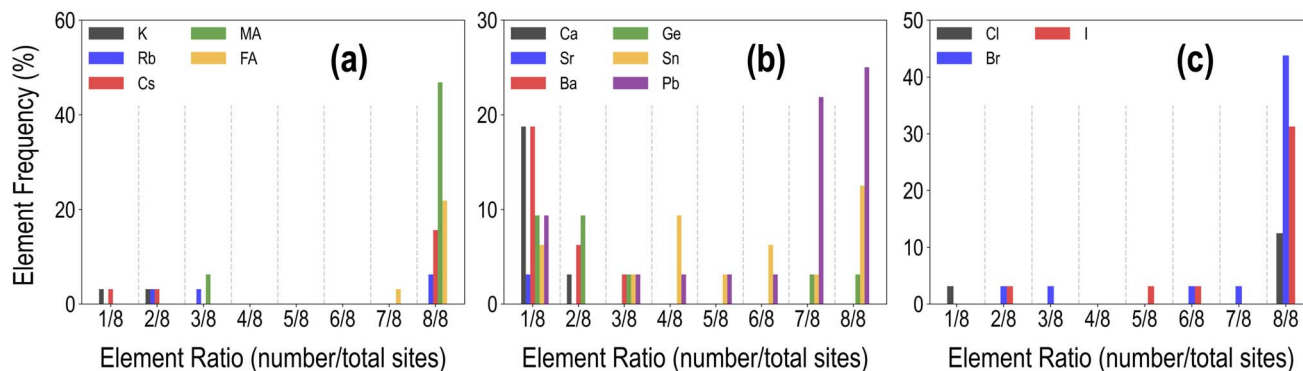 60
40
20
0
Element Frequency (%)
K
Rb
Cs
MA
FA
(a)
1/8 2/8 3/8 4/8 5/8 6/8 7/8 8/8
Element Ratio (number/total sites)
30
20
10
0
Ca
Sr
Ba
Ge
Sn
Pb
(b)
1/8 2/8 3/8 4/8 5/8 6/8 7/8 8/8
Element Ratio (number/total sites)
50
40
30
20
10
0
Cl
Br
I
(c)
1/8 2/8 3/8 4/8 5/8 6/8 7/8 8/8
Element Ratio (number/total sites)